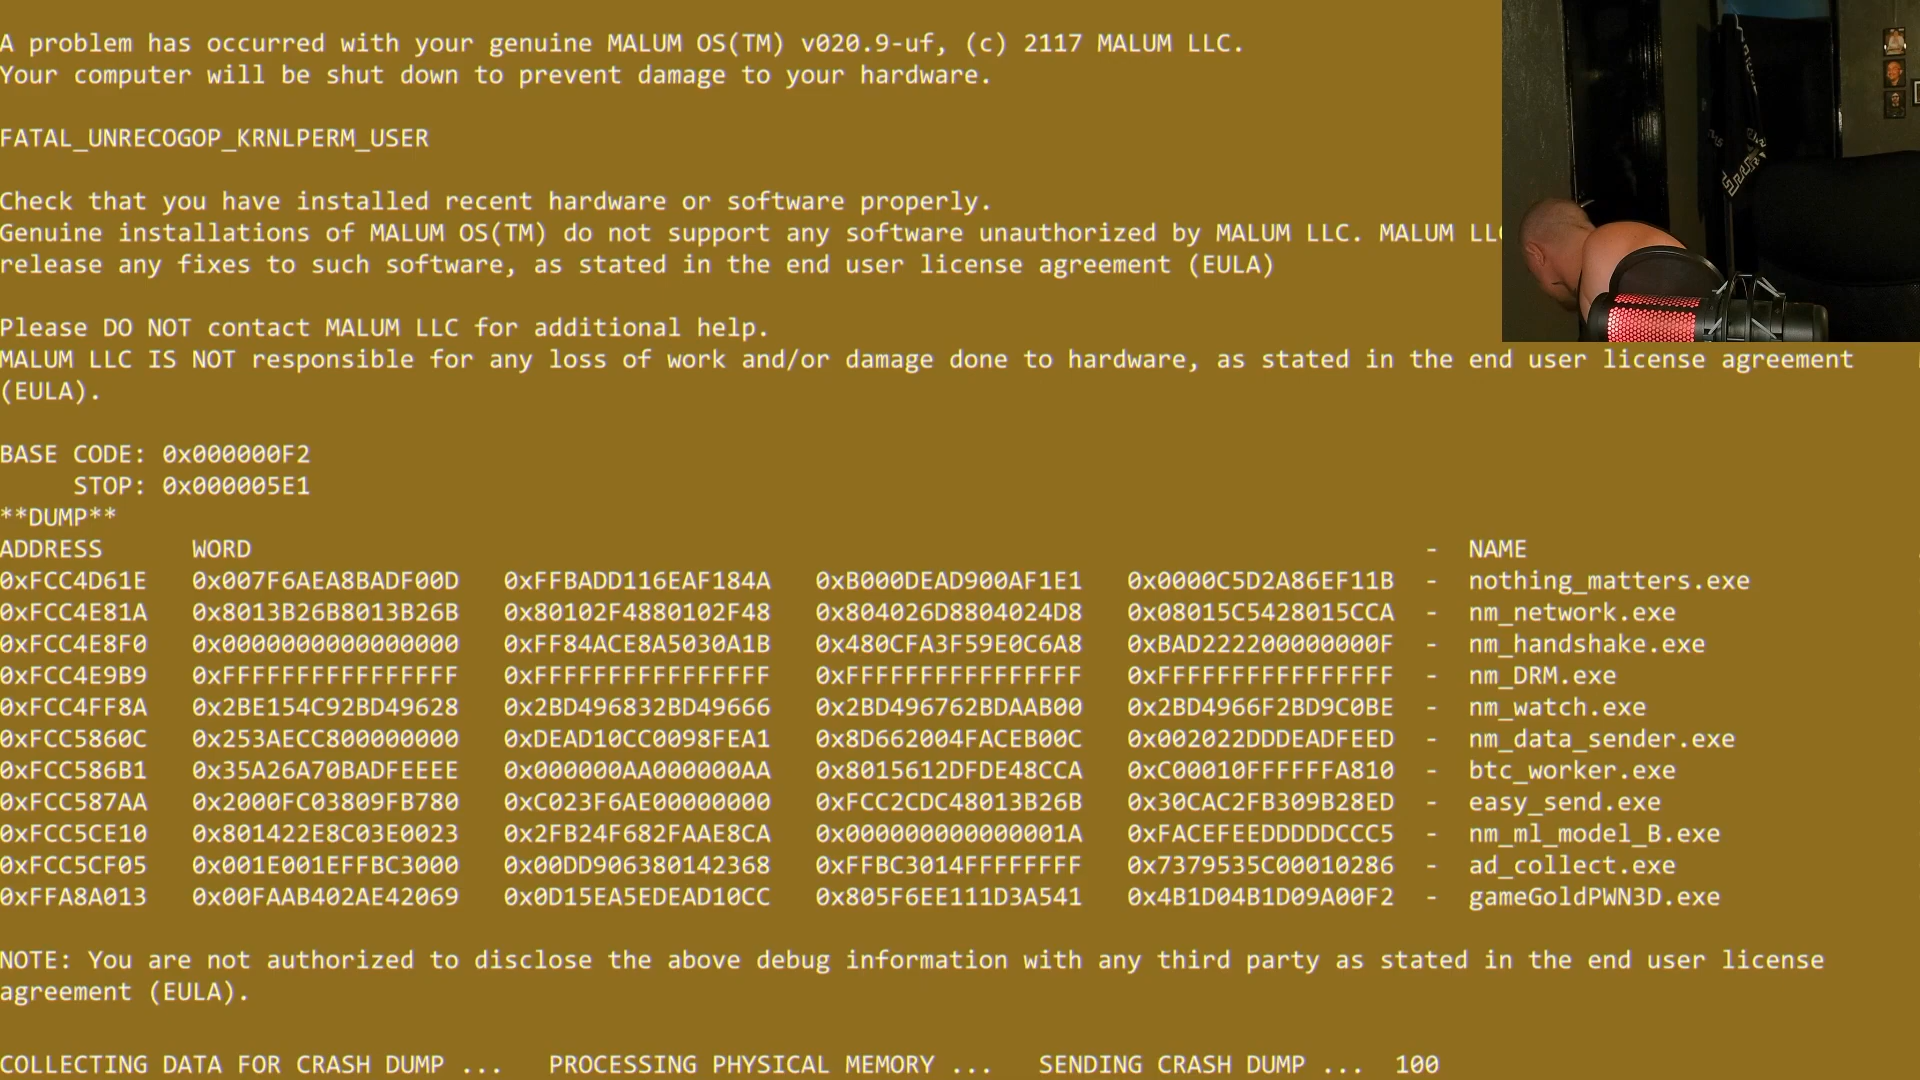 A problem has occurred with your genuine MALUM OS(TM) v020.9-uf, (c) 2117 MALUM LLC.
Your computer will be shut down to prevent damage to your hardware.
FATAL_UNRECOGOP_KRNLPERM_USER
Check that you have installed recent hardware or software properly.
Genuine installations of MALUM OS(TM) do not support any software unauthorized by MALUM LLC. MALUM
release any fixes to such software, as stated in the end user license agreement (EULA)
Please DO NOT contact MALUM LLC for additional help.
MALUM LLC IS NOT responsible for any loss of work and/or damage done to hardware, as stated in the end user license agreement
(EULA).
BASE CODE: 0x000000F2
STOP: 0x000005E1
**DUMP**
ADDRESS WORD - NAME
0xFCC4D61E 0x007F6AEA8BADF00D 0xFFBADD116EAF184A 0xB000DEAD900AF1E1 0x0000C5D2A86EF11B - nothing_matters.exe
0xFCC4E81A 0x8013B26B8013B26B 0x80102F4880102F48 0x804026D8804024D8 0x08015C5428015CCA - nm_network.exe
0xFCC4E8F0 0x0000000000000000 0xFF84ACE8A5030A1B 0x480CFA3F59E0C6A8 0xBAD222200000000F - nm_handshake.exe
0xFCC4E9B9 0xFFFFFFFFFFFFFFFF 0xFFFFFFFFFFFFFFFF 0xFFFFFFFFFFFFFFFF 0xFFFFFFFFFFFFFFFF - nm_DRM.exe
0xFCC4FF8A 0x2BE154C92BD49628 0x2BD496832BD49666 0x2BD496762BDAAB00 0x2BD4966F2BD9C0BE - nm_watch.exe
0xFCC5860C 0x253AECC800000000 0xDEAD10CC0098FEA1 0x8D662004FACEB00C 0x002022DDDEADFEED - nm_data_sender.exe
0xFCC586B1 0x35A26A70BADFEEEE 0x000000AA000000AA 0x8015612DFDE48CCA 0xC00010FFFFFFA810 - btc_worker.exe
0xFCC587AA 0x2000FC03809FB780 0xC023F6AE00000000 0xFCC2CDC48013B26B 0x30CAC2FB309B28ED - easy_send.exe
0xFCC5CE10 0x801422E8C03E0023 0x2FB24F682FAAE8CA 0x000000000000001A 0xFACEFEEDDDDDCCC5 - nm_ml_model_B.exe
0xFCC5CF05 0x001E001EFFBC3000 0x00DD906380142368 0xFFBC3014FFFFFFFF 0x7379535C00010286 - ad_collect.exe
0xFFA8A013 0x00FAAB402AE42069 0x0D15EA5EDEAD10CC 0x805F6EE111D3A541 0x4B1D04B1D09A00F2 - gameGoldPWN3D.exe
NOTE: You are not authorized to disclose the above debug information with any third party as stated in the end user license
agreement (EULA).
COLLECTING DATA FOR CRASH DUMP ... PROCESSING PHYSICAL MEMORY ... SENDING CRASH DUMP ... 100